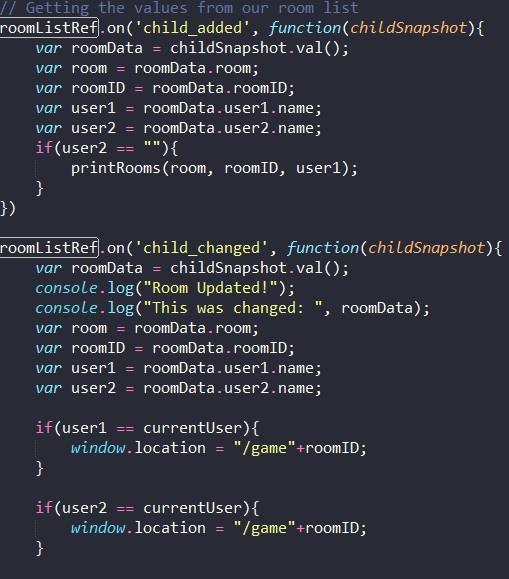 // Getting the values from our room list
roomListRef.on('child_added', function(childSnapshot){
    var roomData = childSnapshot.val();
    var room = roomData.room;
    var roomID = roomData.roomID;
    var user1 = roomData.user1.name;
    var user2 = roomData.user2.name;
    if(user2 == ""){
        printRooms(room, roomID, user1);
    }
})

roomListRef.on('child_changed', function(childSnapshot){
    var roomData = childSnapshot.val();
    console.log("Room Updated!");
    console.log("This was changed: ", roomData);
    var room = roomData.room;
    var roomID = roomData.roomID;
    var user1 = roomData.user1.name;
    var user2 = roomData.user2.name;

    if(user1 == currentUser){
        window.location = "/game"+roomID;
    }

    if(user2 == currentUser){
        window.location = "/game"+roomID;
    }